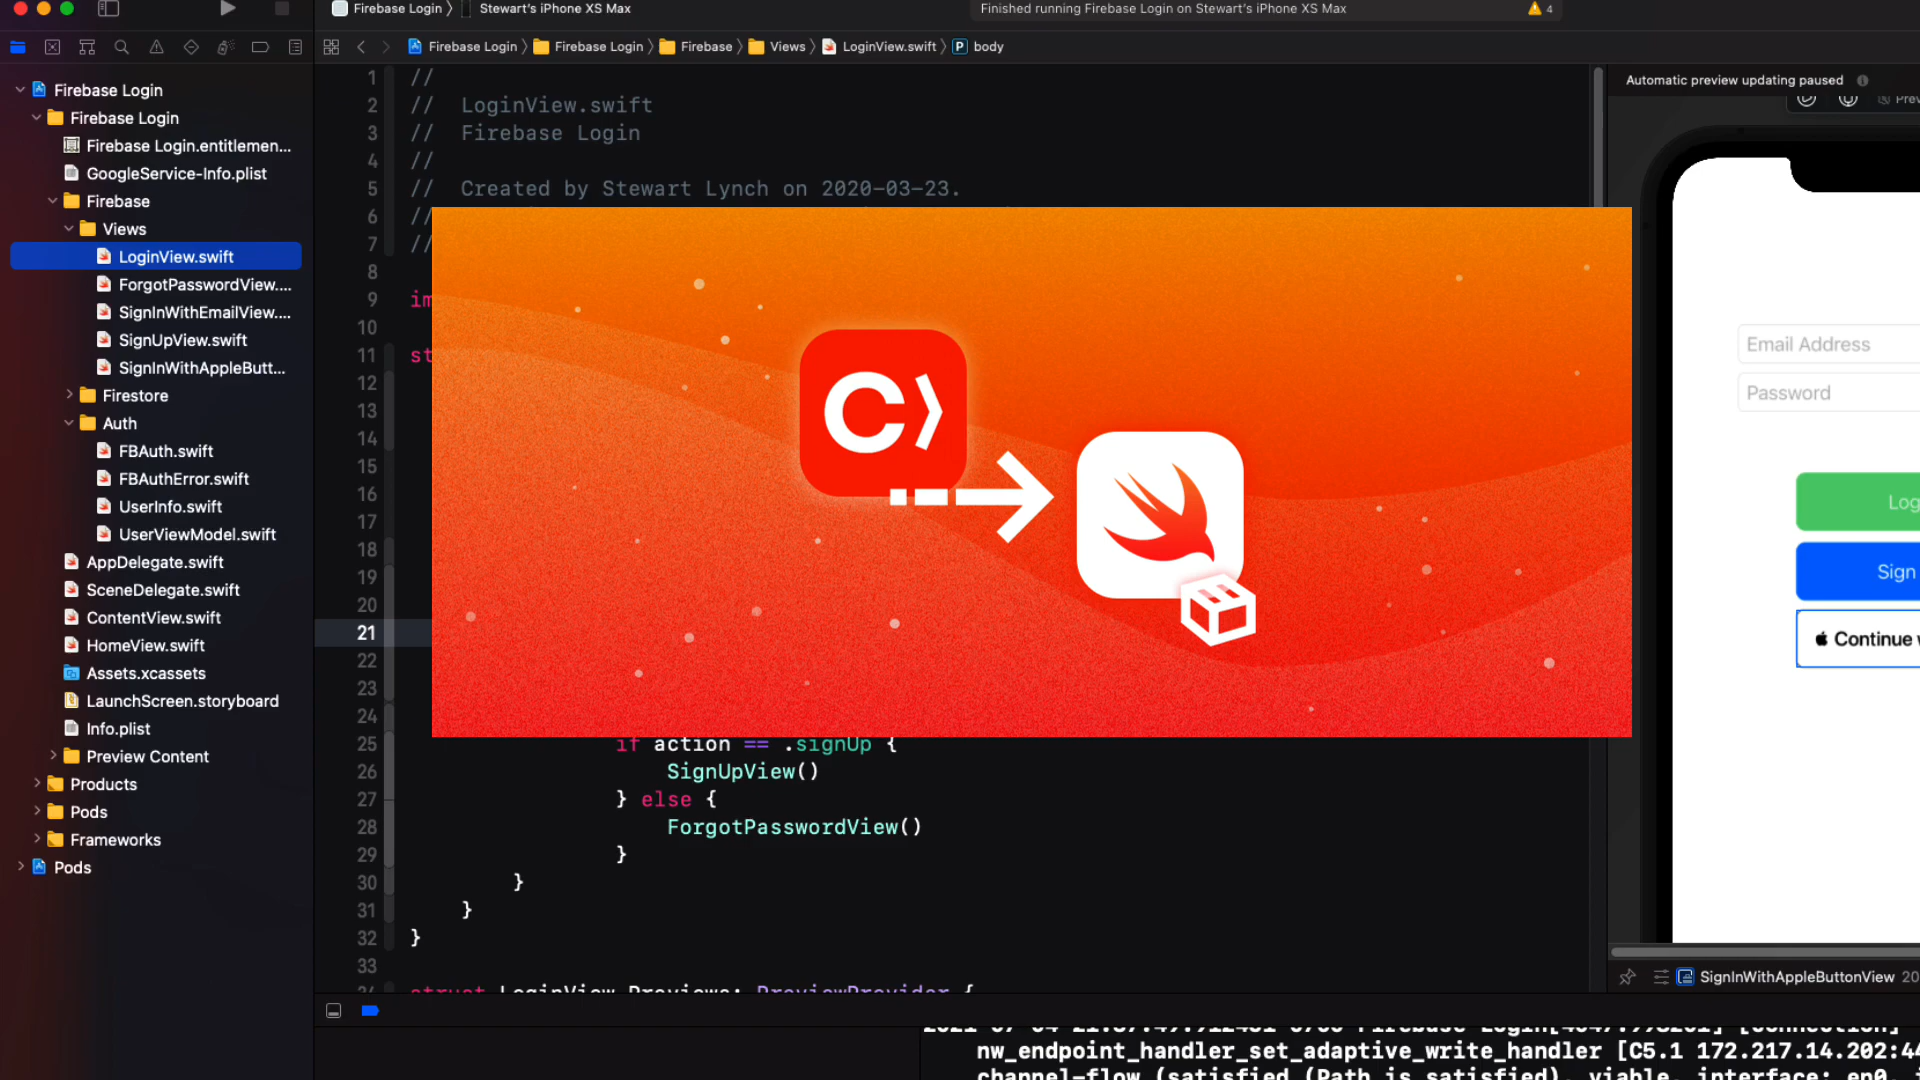 Firebase Login
Stewart's iPhone XS Max
Finished running Firebase Login on Stewart's iPhone XS Max
4
Firebase Login
Firebase Login
Firebase
Views
LoginView.swift
P body
Firebase Login
Firebase Login
Firebase Login.entitlemen...
GoogleService-Info.plist
Firebase
Views
LoginView.swift
ForgotPasswordView....
SignInWithEmailView....
SignUpView.swift
SignInWithAppleButt...
Firestore
Auth
FBAuth.swift
FBAuthError.swift
UserInfo.swift
UserViewModel.swift
AppDelegate.swift
SceneDelegate.swift
ContentView.swift
HomeView.swift
Assets.xcassets
LaunchScreen.storyboard
Info.plist
Preview Content
Products
Pods
Frameworks
Pods
1 //
2 // LoginView.swift
3 // Firebase Login
4 //
5 // Created by Stewart Lynch on 2020-03-23.
6 //
7 //
8
9 im
10
11 st
12
13
14
15
16
17
18
19
20
21
22
23
24
25 if action == .signUp {
26 SignUpView()
27 } else {
28 ForgotPasswordView()
29 }
30 }
31 }
32 }
33
struct LoginView_Previews: PreviewProvider {
C
Automatic preview updating paused
Email Address
Password
Log
Sign
Continue
SignInWithAppleButtonView 20
nw_endpoint_handler_set_adaptive_write_handler [C5.1 172.217.14.202:44
channel-flow (satisfied (Path is satisfied), viable, interface: en0,